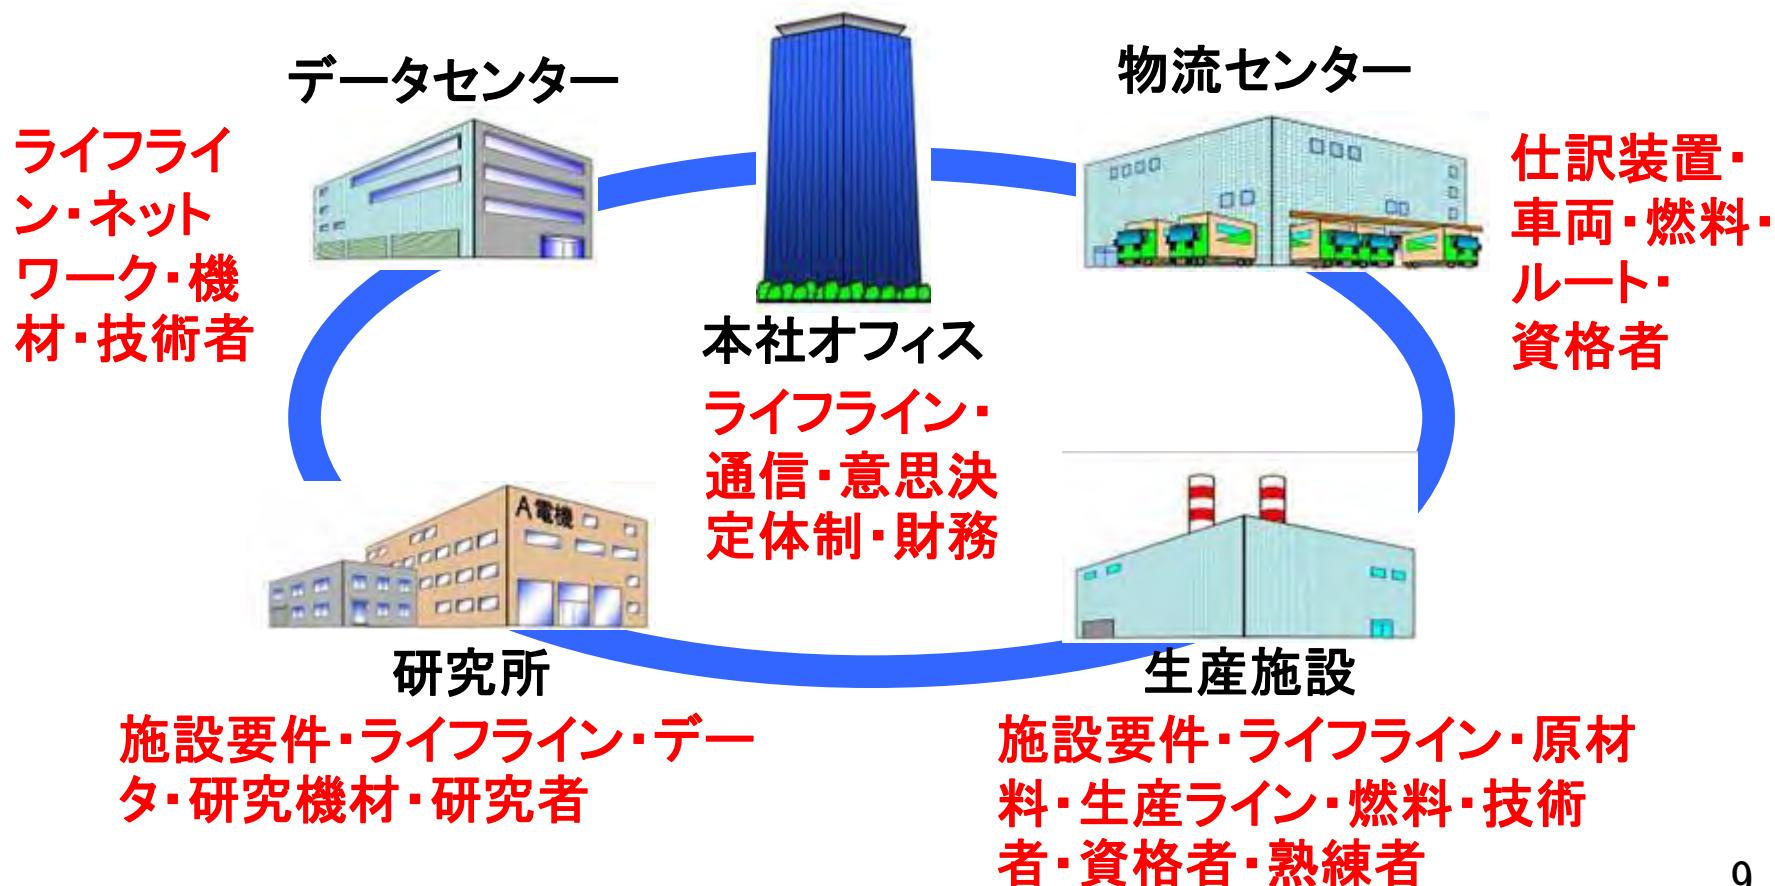 データセンター
ライフライ
ン・ネット
ワーク・機
材・技術者
物流センター
仕訳装置・
車両・燃料・
ルート・
資格者
本社オフィス
ライフライン・
通信・意思決
定体制・財務
A電機
研究所
施設要件・ライフライン・デー
タ・研究機材・研究者
生産施設
施設要件・ライフライン・原材
料・生産ライン・燃料・技術
者・資格者・熟練者
9